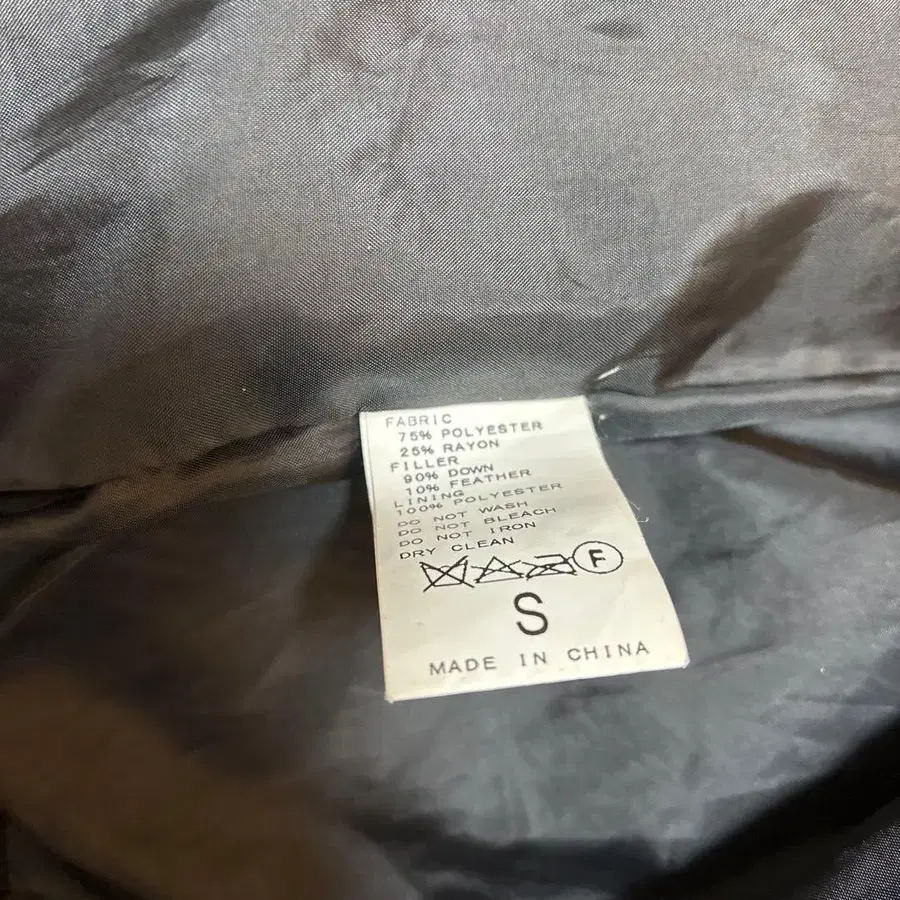 FABRIC
75% POLYESTER
25% RAYON
FILLER
90% DOWN
10% FEATHER
LINING
100% POLYESTER
DO NOT WASH
DO NOT BLEACH
DO NOT IRON
DRY CLEAN
F
S
MADE IN CHINA